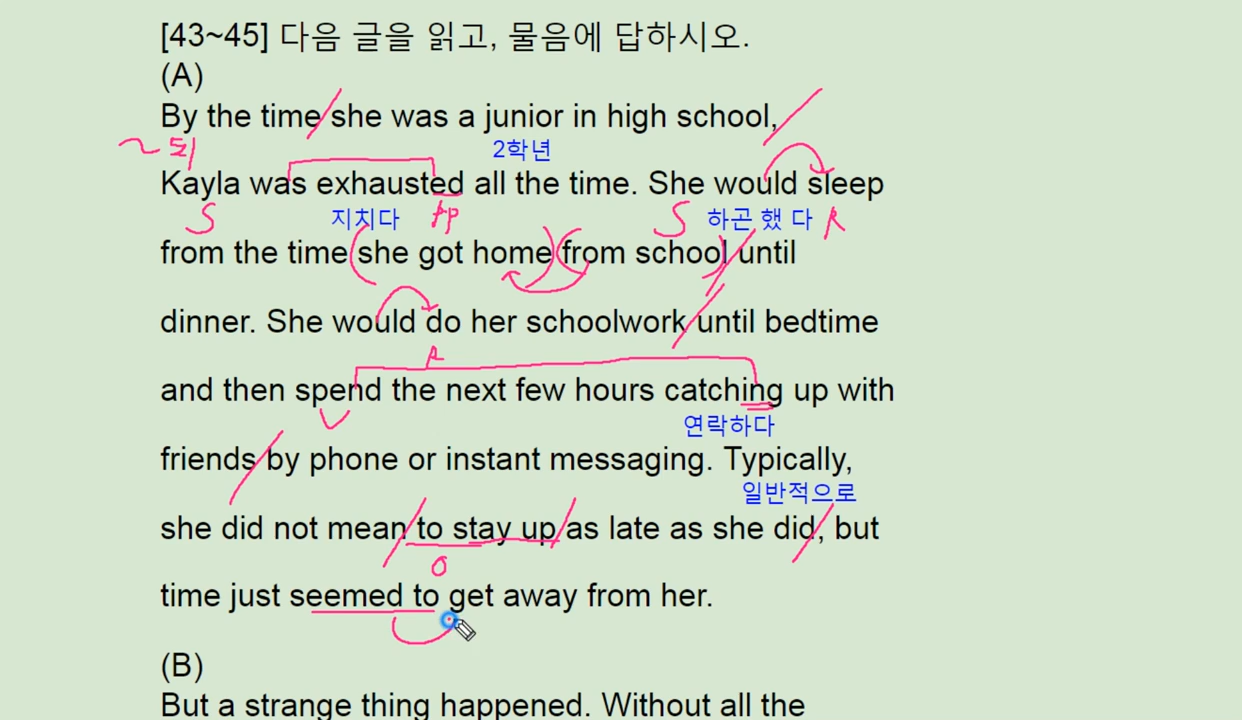 [43~45] 다음 글을 읽고, 물음에 답하시오.
(A)
By the time she was a junior in high school,
~ 되 2학년
Kayla was exhausted all the time. She would sleep
S 지치다 PP S 하곤 했 다 R
from the time she got home from school until
dinner. She would do her schoolwork until bedtime
R
and then spend the next few hours catching up with
연락하다
friends by phone or instant messaging. Typically,
일반적으로
she did not mean to stay up as late as she did, but
O
time just seemed to get away from her.
(B)
But a strange thing happened. Without all the